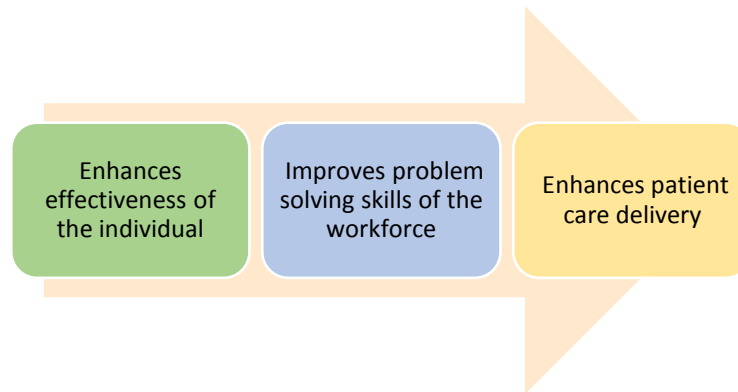 Enhances
effectiveness of
the individual
Improves problem
solving skills of the
workforce
Enhances patient
care delivery